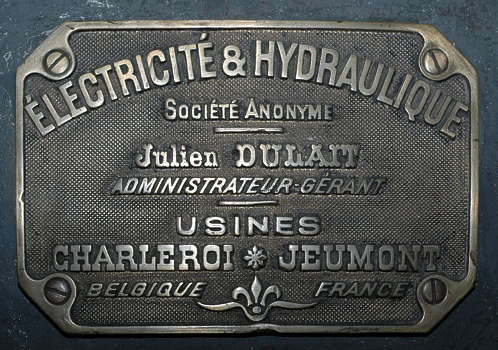 ÉLECTRICITÉ & HYDRAULIQUE
SOCIÉTÉ ANONYME
Julien DULAIT
ADMINISTRATEUR-GÉRANT
USINES
CHARLEROI * JEUMONT
BELGIQUE FRANCE